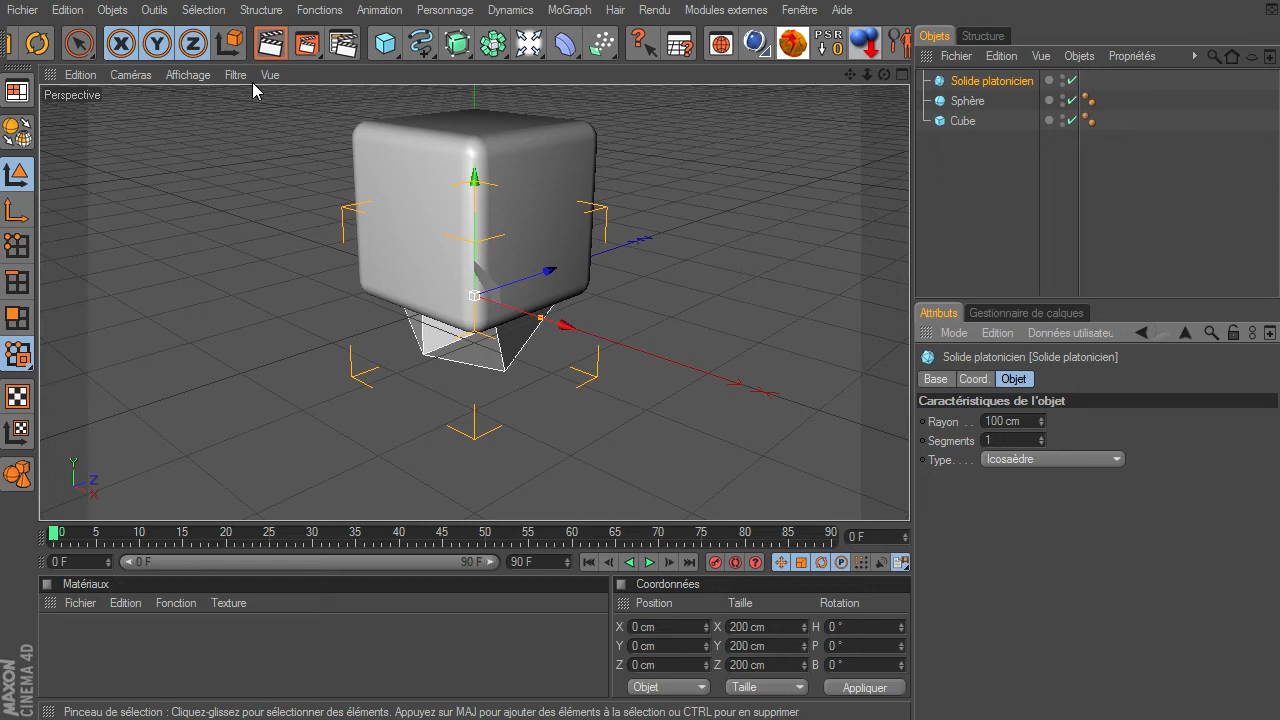 Fichier Edition Objets Outils Sélection Structure Fonctions Animation Personnage Dynamics MoGraph Hair Rendu Modules externes Fenêtre Aide
X Y Z
PSR
0
Objets Structure
Fichier Edition Vue Objets Propriétés
Solide platonicien
Sphère
Cube
Edition Caméras Affichage Filtre Vue
Perspective
Y
Z
X
Attributs Gestionnaire de calques
Mode Edition Données utilisateu
Solide platonicien [Solide platonicien]
Base Coord. Objet
Caractéristiques de l'objet
Rayon . . 100 cm
Segments 1
Type. . . . Icosaèdre
0 5 10 15 20 25 30 35 40 45 50 55 60 65 70 75 80 85 90 0 F
0 F 0 F 90 F 90 F
Matériaux
Fichier Edition Fonction Texture
Coordonnées
Position Taille Rotation
X 0 cm X 200 cm H 0 °
Y 0 cm Y 200 cm P 0 °
Z 0 cm Z 200 cm B 0 °
Objet Taille Appliquer
MAXON
CINEMA 4D
Pinceau de sélection : Cliquez-glissez pour sélectionner des éléments. Appuyez sur MAJ pour ajouter des éléments à la sélection ou CTRL pour en supprimer